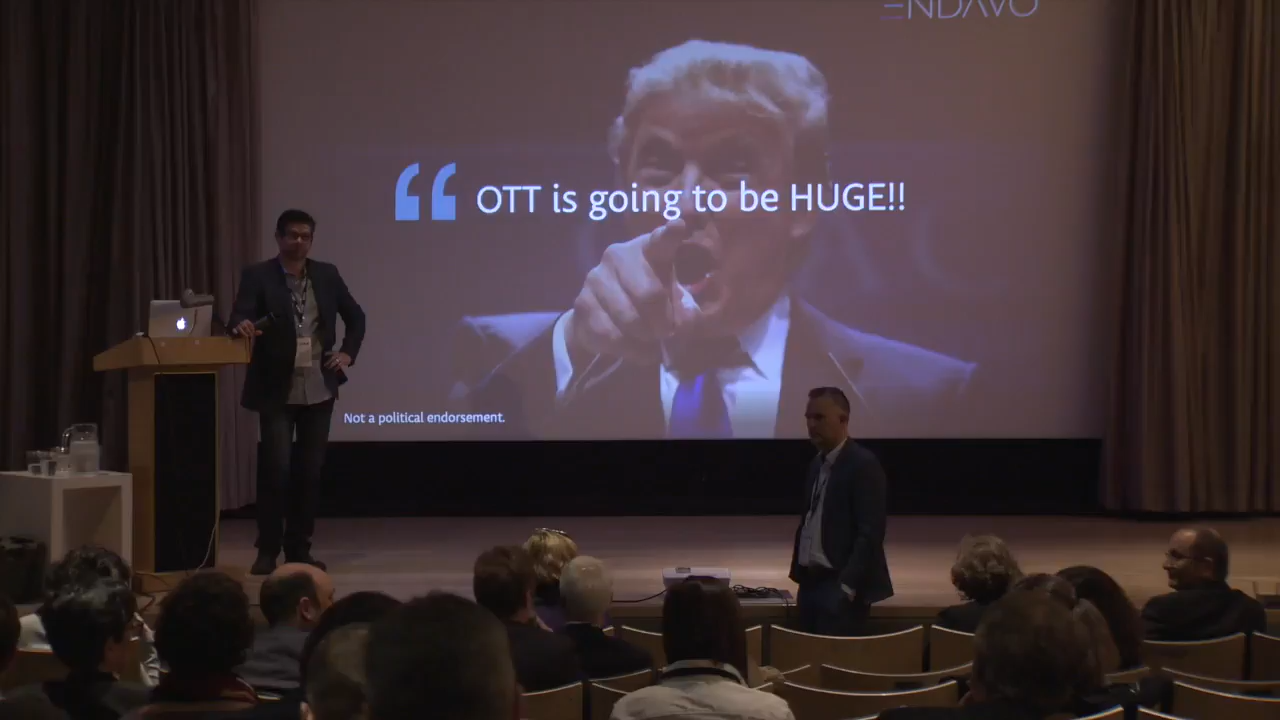 ENDAVO
“ OTT is going to be HUGE!!
Not a political endorsement.